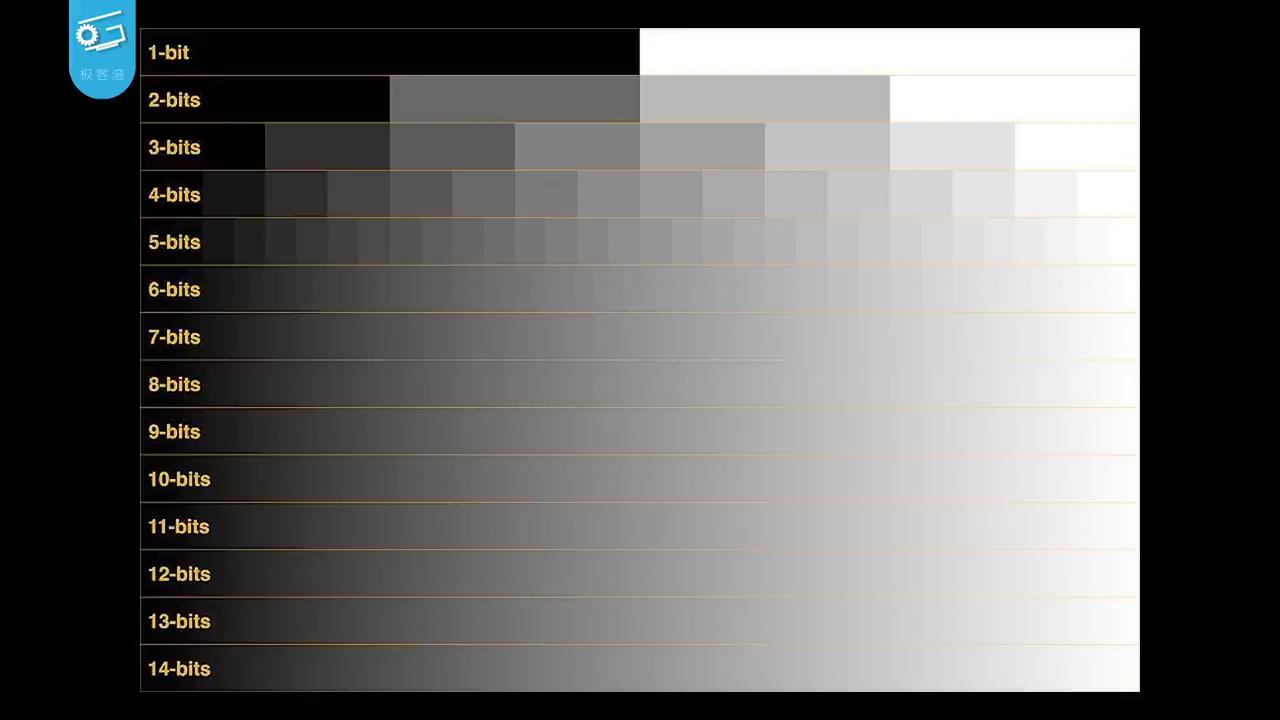 极客湾
1-bit
2-bits
3-bits
4-bits
5-bits
6-bits
7-bits
8-bits
9-bits
10-bits
11-bits
12-bits
13-bits
14-bits